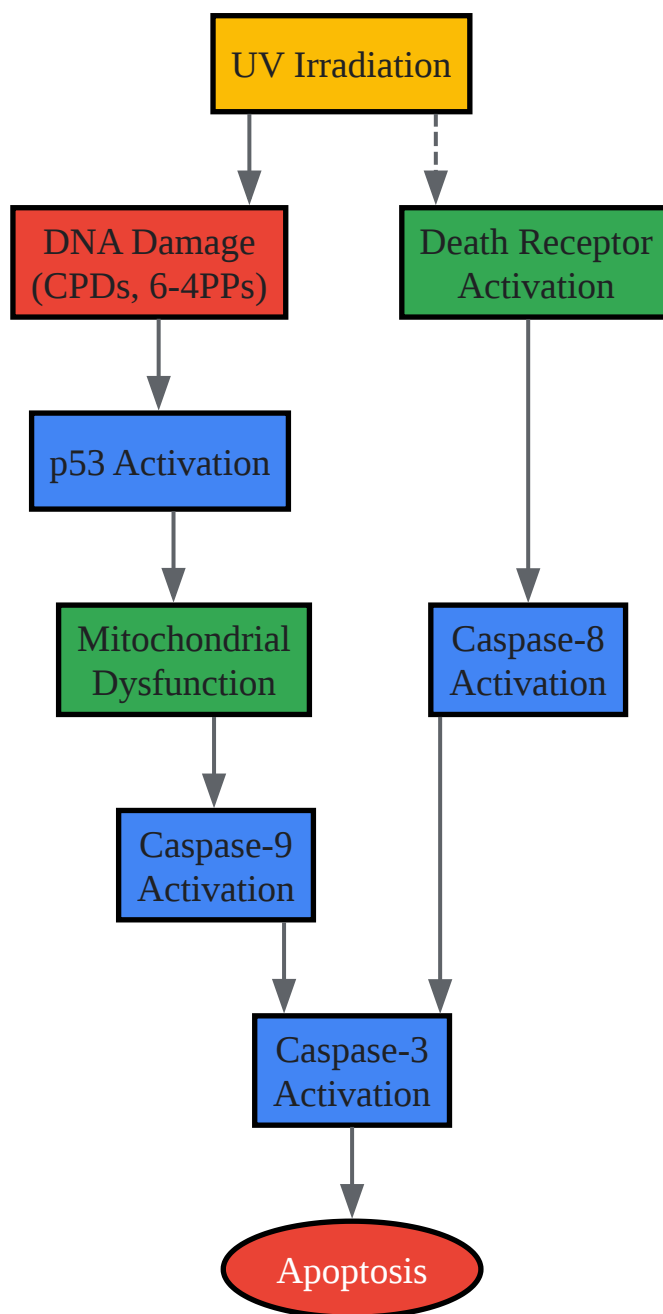 UV Irradiation
DNA Damage
(CPDs, 6-4PPs)
Death Receptor
Activation
p53 Activation
Mitochondrial
Dysfunction
Caspase-8
Activation
Caspase-9
Activation
Caspase-3
Activation
Apoptosis